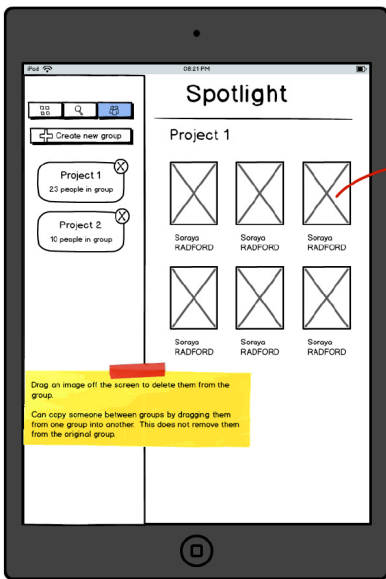 iPod 08:21 PM
Spotlight
Create new group
Project 1
23 people in group
Project 2
10 people in group
Project 1
Soraya
RADFORD
Soraya
RADFORD
Soraya
RADFORD
Soraya
RADFORD
Soraya
RADFORD
Soraya
RADFORD
Drag an image off the screen to delete them from the
group.
Can copy someone between groups by dragging them
from one group into another. This does not remove them
from the original group.